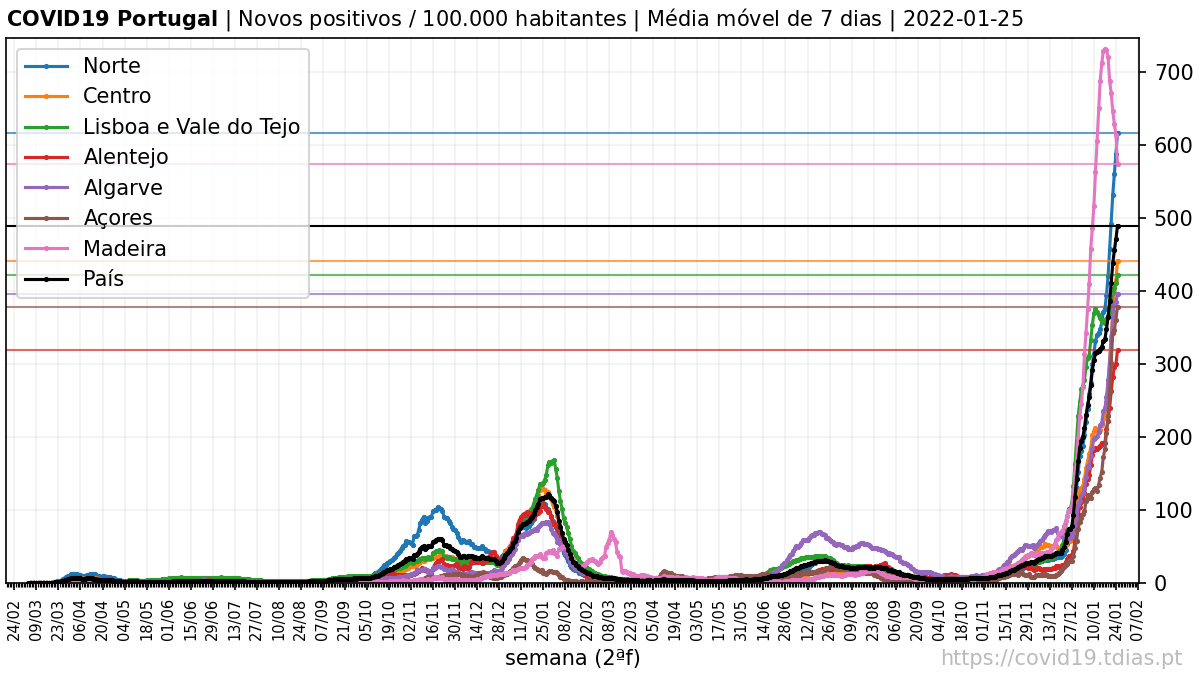 COVID19 Portugal | Novos positivos / 100.000 habitantes | Média móvel de 7 dias | 2022-01-25
Norte
Centro
Lisboa e Vale do Tejo
Alentejo
Algarve
Açores
Madeira
País
700
600
500
400
300
200
100
0
24/02 09/03 23/03 06/04 20/04 04/05 18/05 01/06 15/06 29/06 13/07 27/07 10/08 24/08 07/09 21/09 05/10 19/10 02/11 16/11 30/11 14/12 28/12 11/01 25/01 08/02 22/02 08/03 22/03 05/04 19/04 03/05 17/05 31/05 14/06 28/06 12/07 26/07 09/08 23/08 06/09 20/09 04/10 18/10 01/11 15/11 29/11 13/12 27/12 10/01 24/01 07/02
semana (2ªf)
https://covid19.tdias.pt